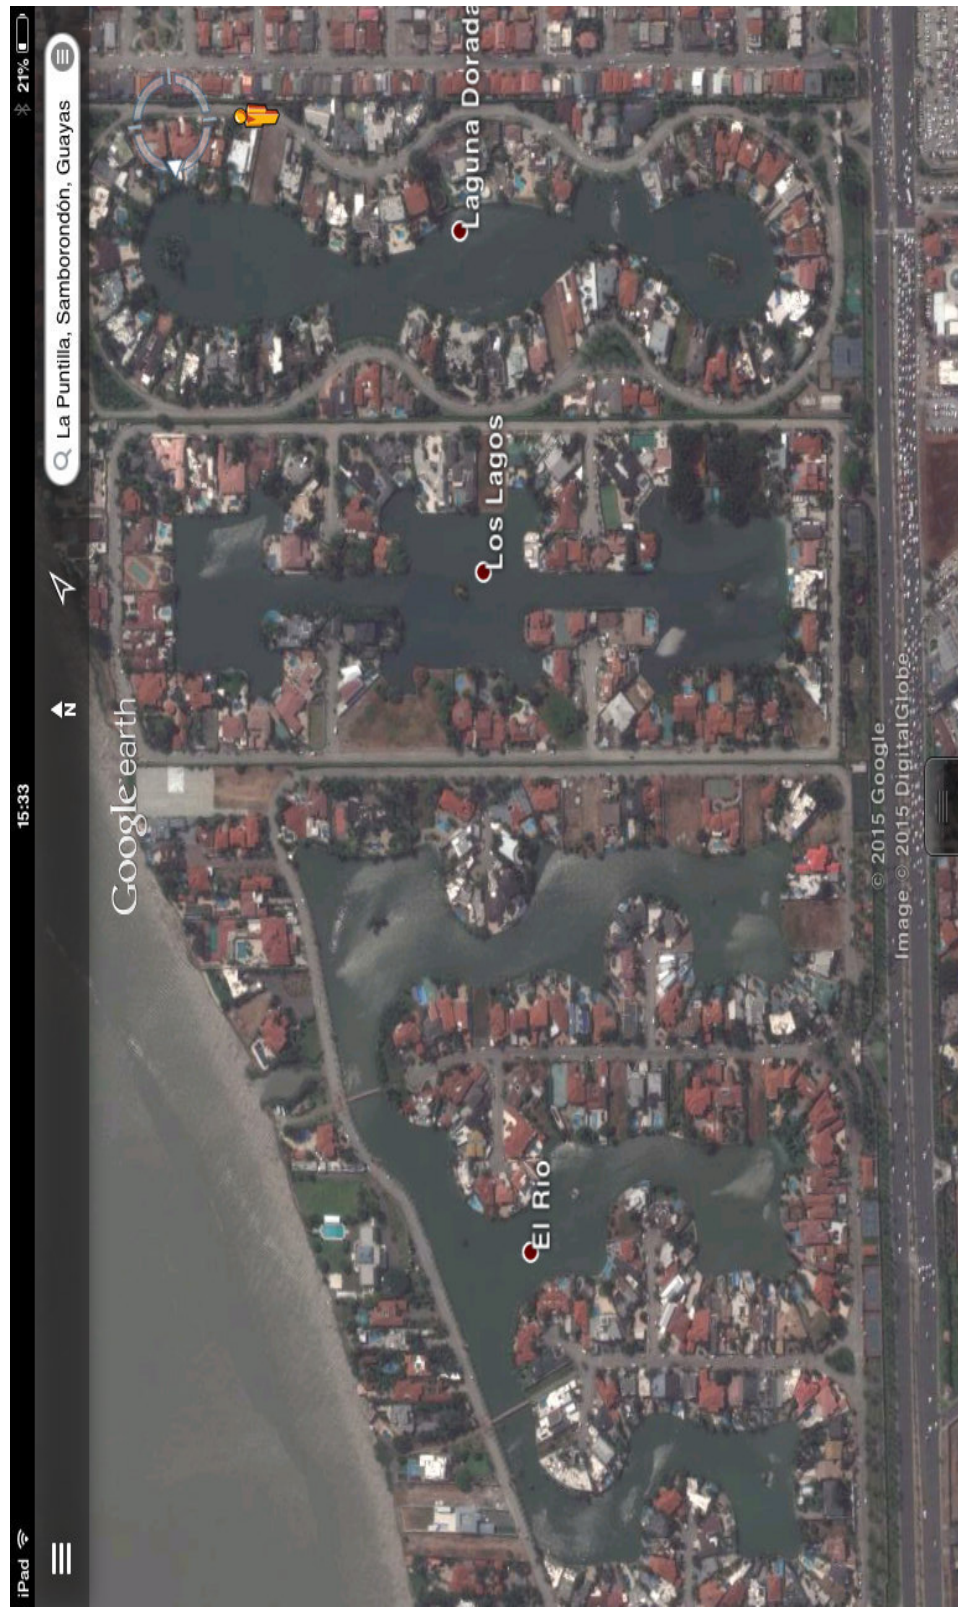 iPad
15:33
21%
N
La Puntilla, Samborondón, Guayas
Google earth
El Rio
Los Lagos
Laguna Dorada
© 2015 Google
Image © 2015 DigitalGlobe